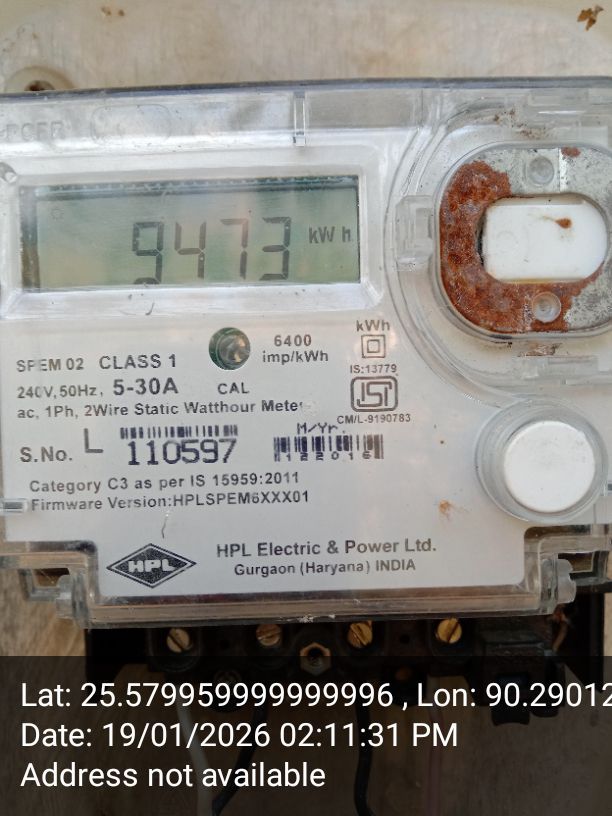 9473 kWh
6400
imp/kWh
kWh
SPEM 02 CLASS 1
240V, 50Hz, 5-30A CAL
ac, 1Ph, 2Wire Static Watthour Meter
IS:13779
ISI
CM/L-9190783
M/Yr.
S.No. L 110597
122016
Category C3 as per IS 15959:2011
Firmware Version:HPLSPEM6XXX01
HPL
HPL Electric & Power Ltd.
Gurgaon (Haryana) INDIA
Lat: 25.579959999999996 , Lon: 90.29012
Date: 19/01/2026 02:11:31 PM
Address not available